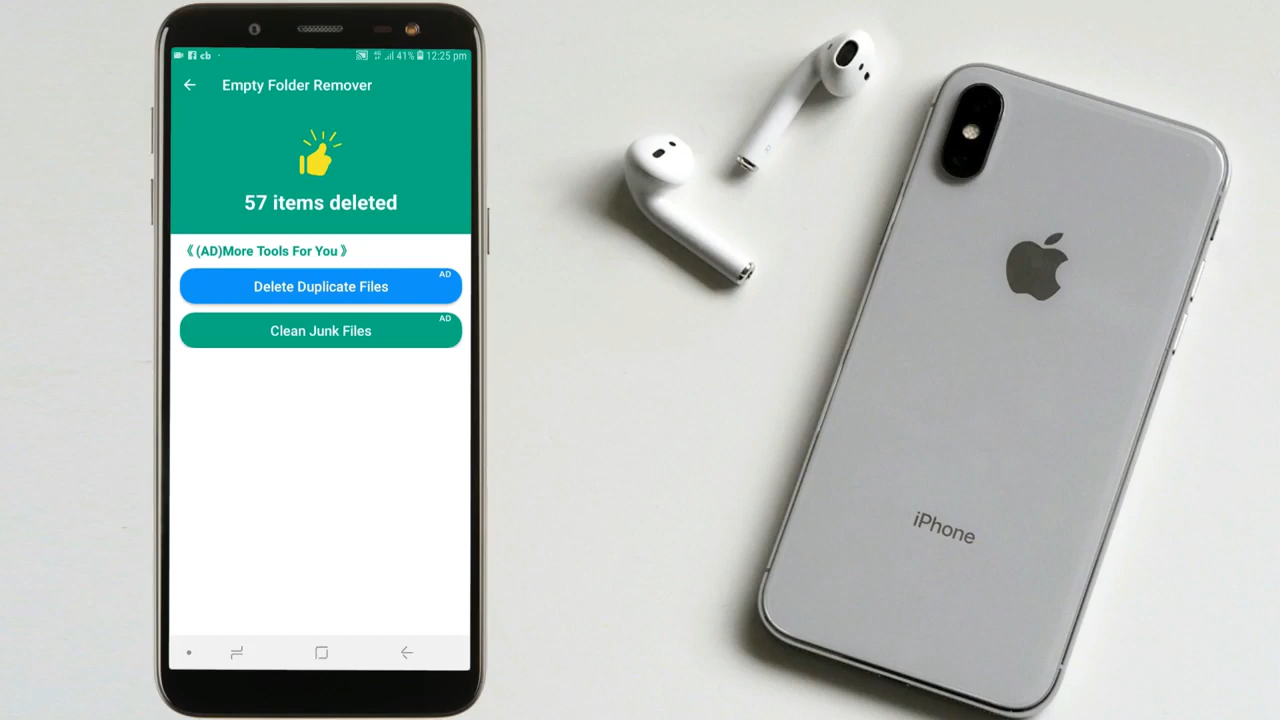 cb
41% 12:25 pm
Empty Folder Remover
57 items deleted
《 (AD)More Tools For You 》
AD
Delete Duplicate Files
AD
Clean Junk Files
iPhone